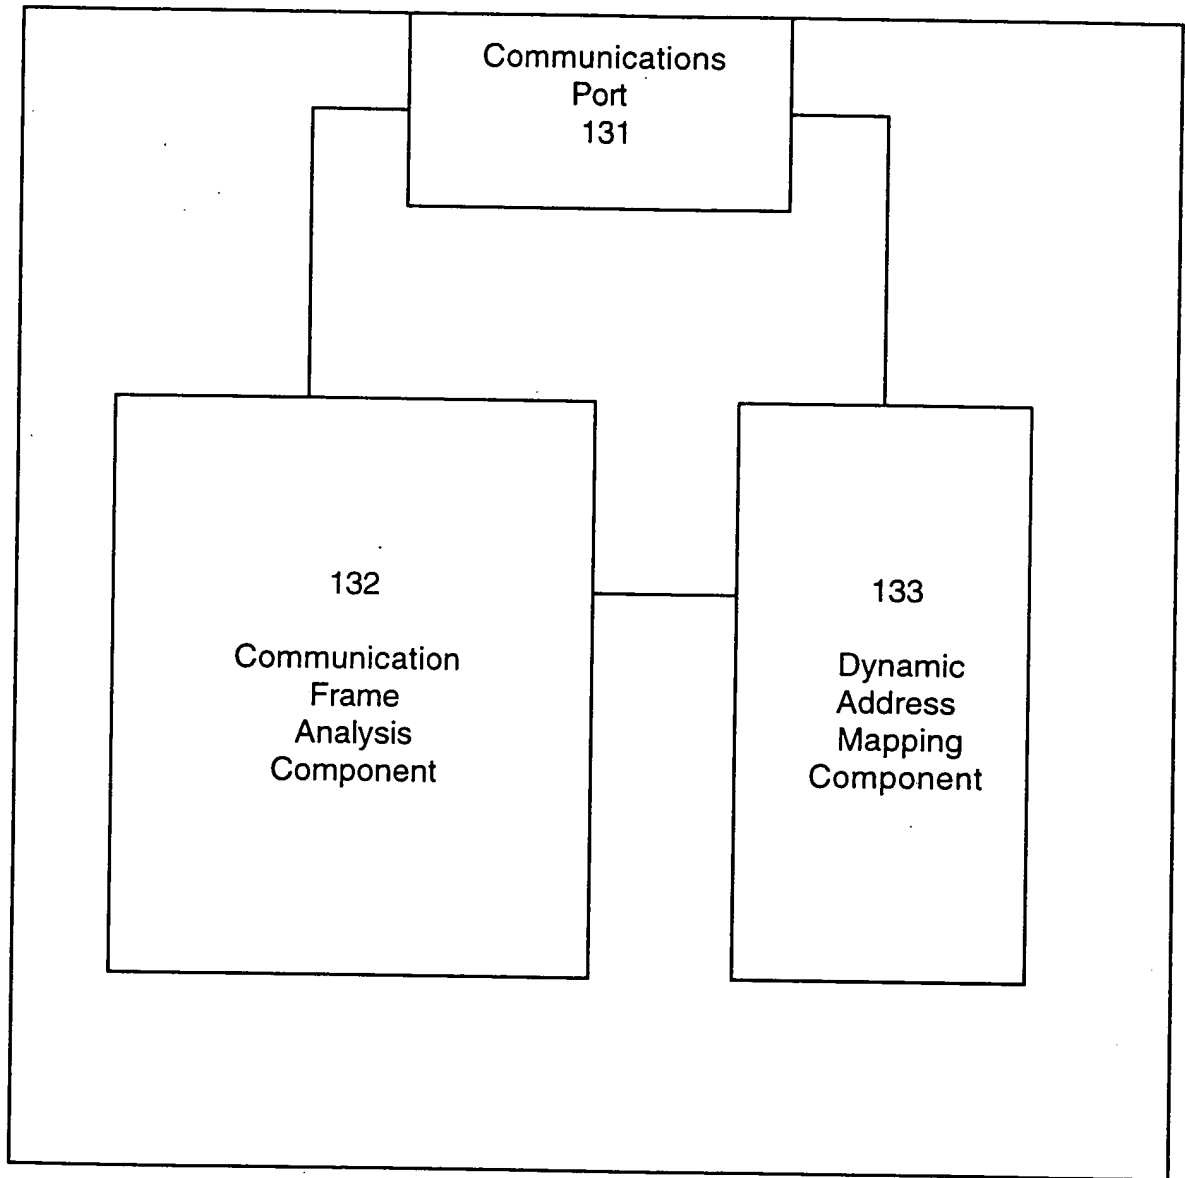 Communications
Port
131
132
Communication
Frame
Analysis
Component
133
Dynamic
Address
Mapping
Component